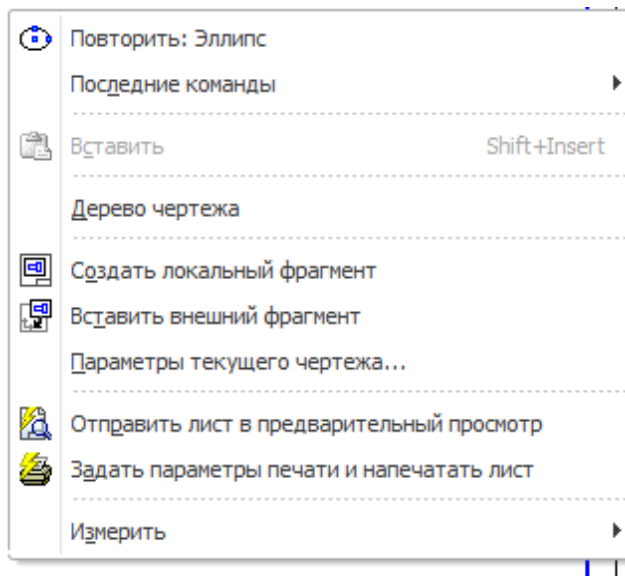 Повторить: Эллипс
Последние команды
Вставить Shift+Insert
Дерево чертежа
Создать локальный фрагмент
Вставить внешний фрагмент
Параметры текущего чертежа...
Отправить лист в предварительный просмотр
Задать параметры печати и напечатать лист
Измерить